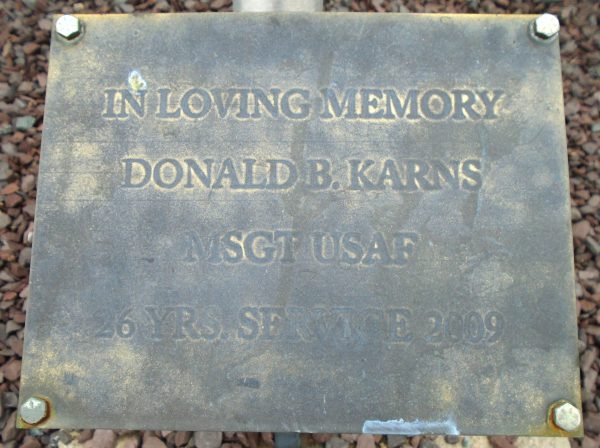 IN LOVING MEMORY
DONALD B. KARNS
MSGT USAF
26 YRS. SERVICE 2009